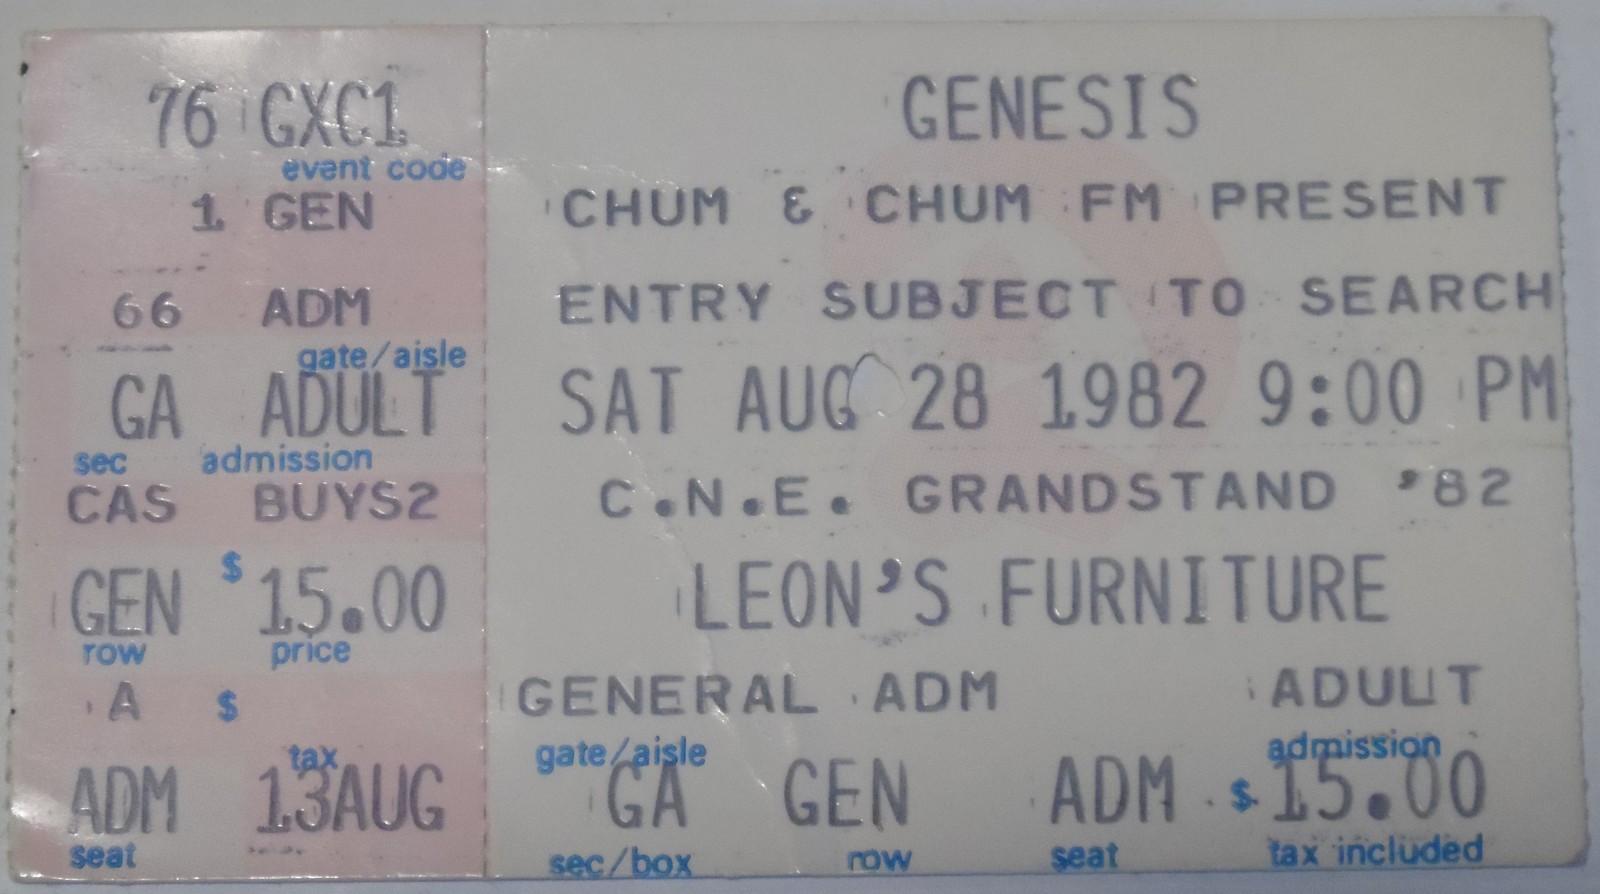 76 GXC1
event code
1 GEN
66 ADM
gate/aisle
GA ADULT
sec admission
CAS BUYS2
GEN $ 15.00
row price
A $
tax
ADM 13AUG
seat
GENESIS
CHUM & CHUM FM PRESENT
ENTRY SUBJECT TO SEARCH
SAT AUG 28 1982 9:00 PM
C.N.E. GRANDSTAND '82
LEON'S FURNITURE
GENERAL ADM ADULT
gate/aisle admission
GA GEN ADM $ 15.00
sec/box row seat tax included